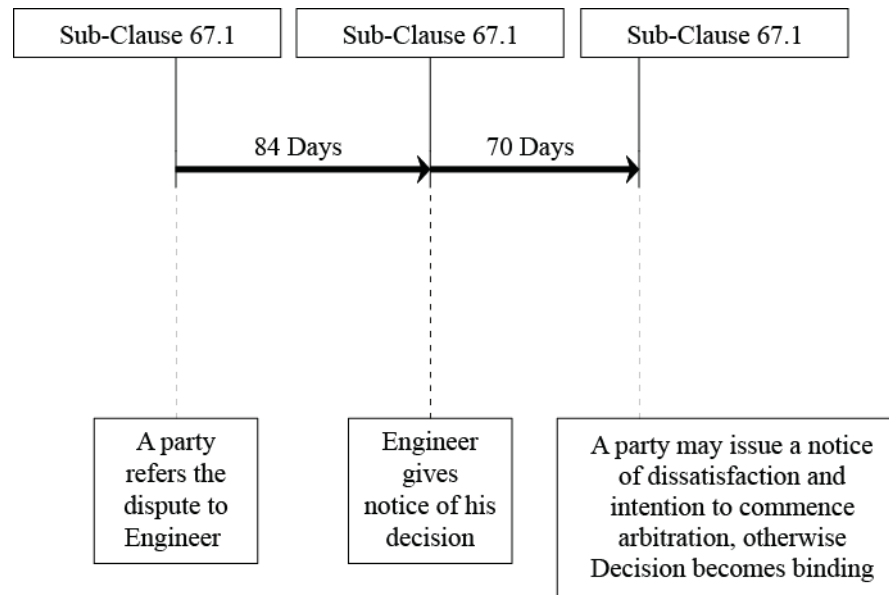 Sub-Clause 67.1
Sub-Clause 67.1
Sub-Clause 67.1
84 Days
70 Days
A party
refers the
dispute to
Engineer
Engineer
gives
notice of his
decision
A party may issue a notice
of dissatisfaction and
intention to commence
arbitration, otherwise
Decision becomes binding